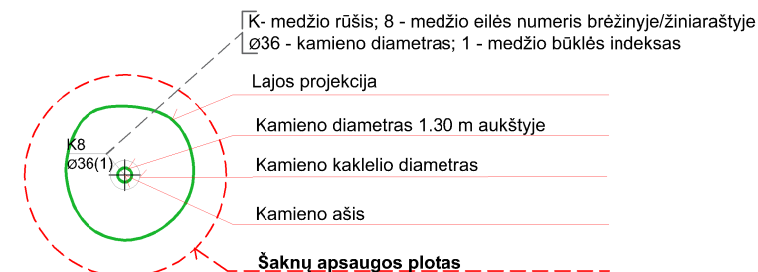 K- medžio rūšis; 8 - medžio eilės numeris brėžinyje/žiniaraštyje
Ø36 - kamieno diametras; 1 - medžio būklės indeksas
Lajos projekcija
Kamieno diametras 1.30 m aukštyje
K8
Ø36(1)
Kamieno kaklelio diametras
Kamieno ašis
Šaknų apsaugos plotas